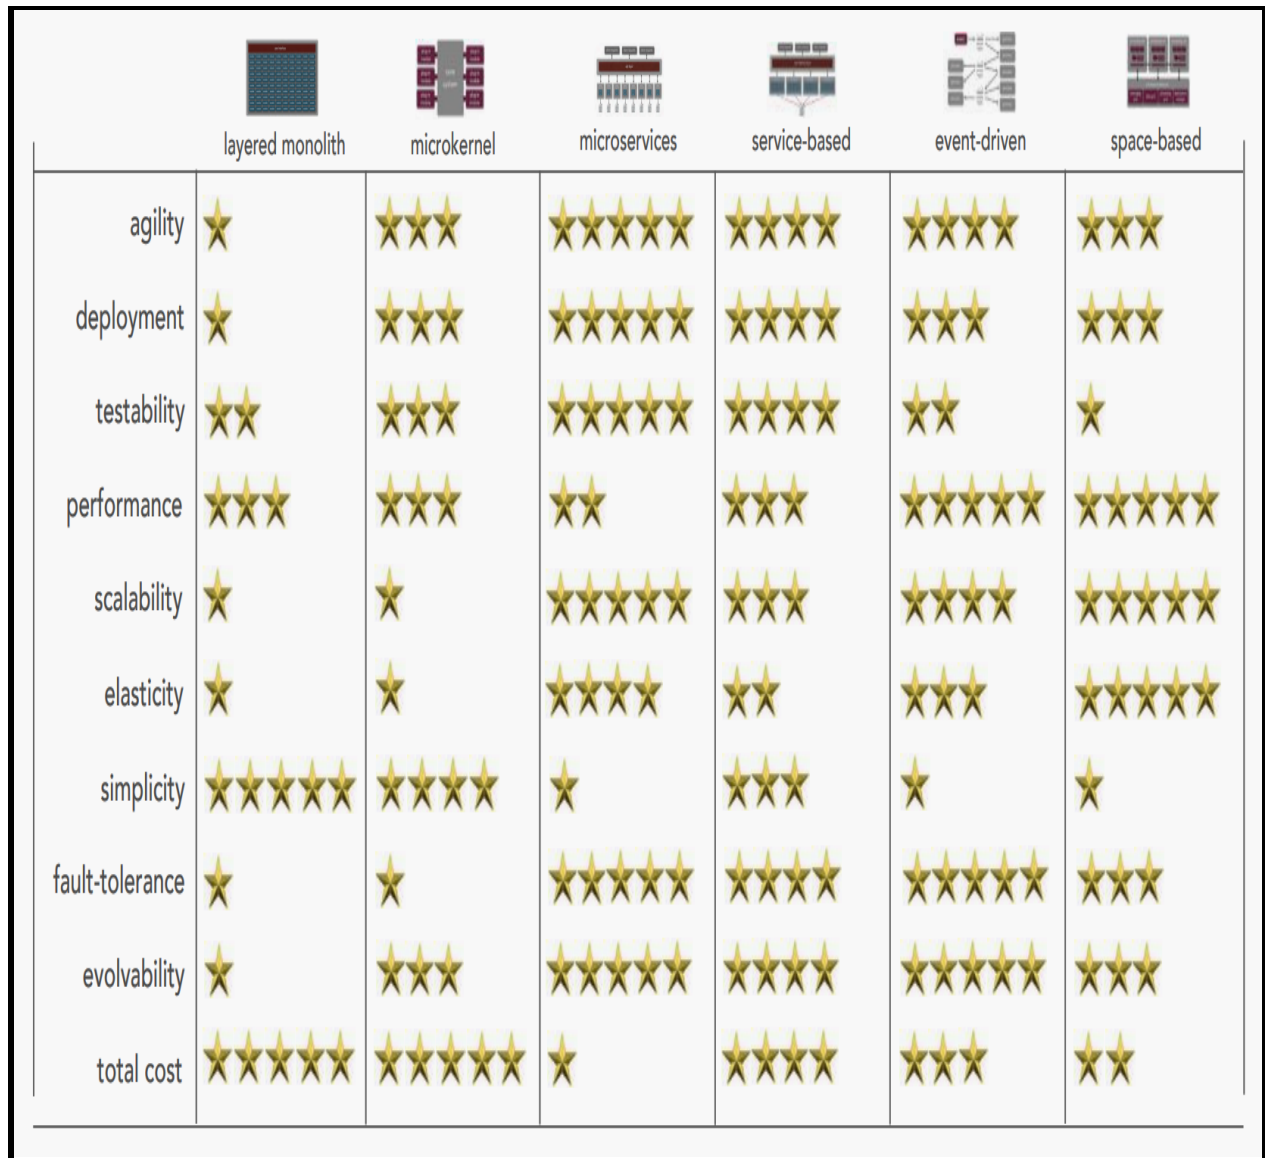 layered monolith
microkernel
microservices
service-based
event-driven
space-based
agility
deployment
testability
performance
scalability
elasticity
simplicity
fault-tolerance
evolvability
total cost